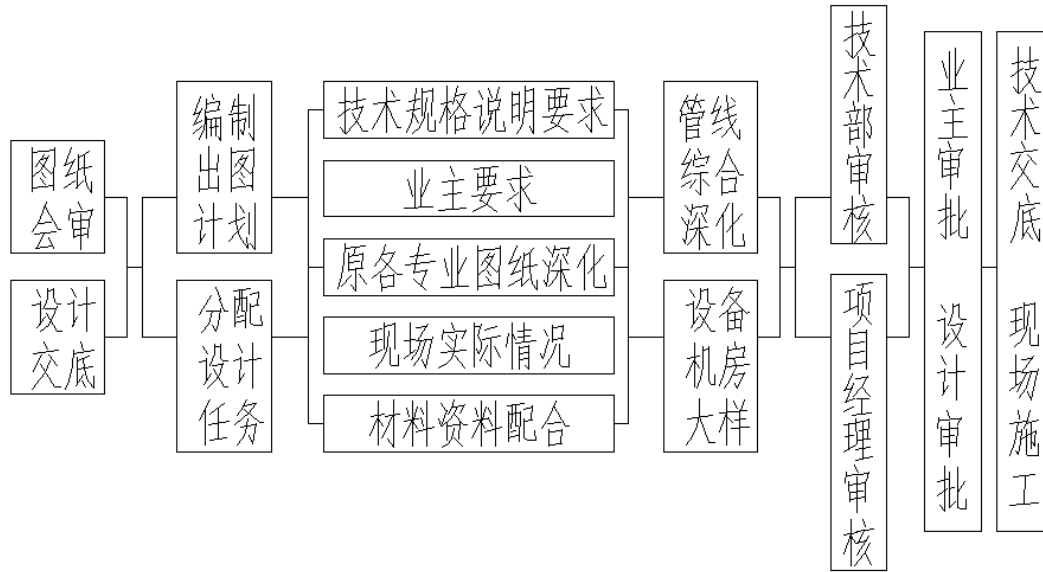 图纸
会审
设计
交底
编制
出图
计划
分配
设计
任务
技术规格说明要求
业主要求
原各专业图纸深化
现场实际情况
材料资料配合
管线
综合
深化
设备
机房
大样
技术部审核
项目经理审核
业主审批
设计审批
技术交底
现场施工